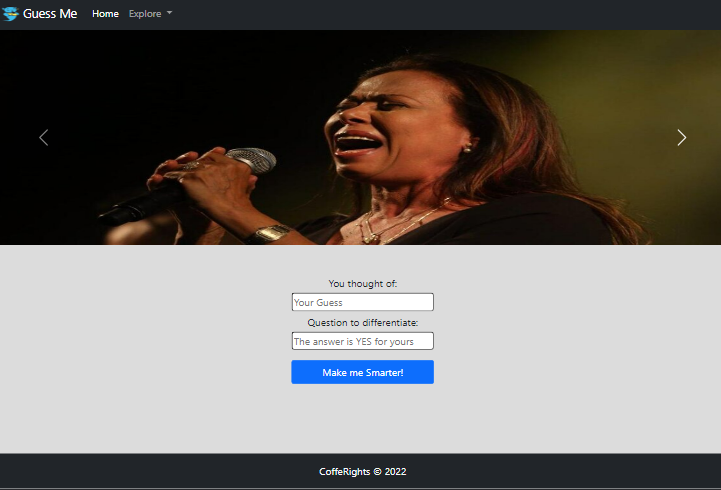 Guess Me Home Explore
You thought of:
Your Guess
Question to differentiate:
The answer is YES for yours
Make me Smarter!
CoffeRights © 2022